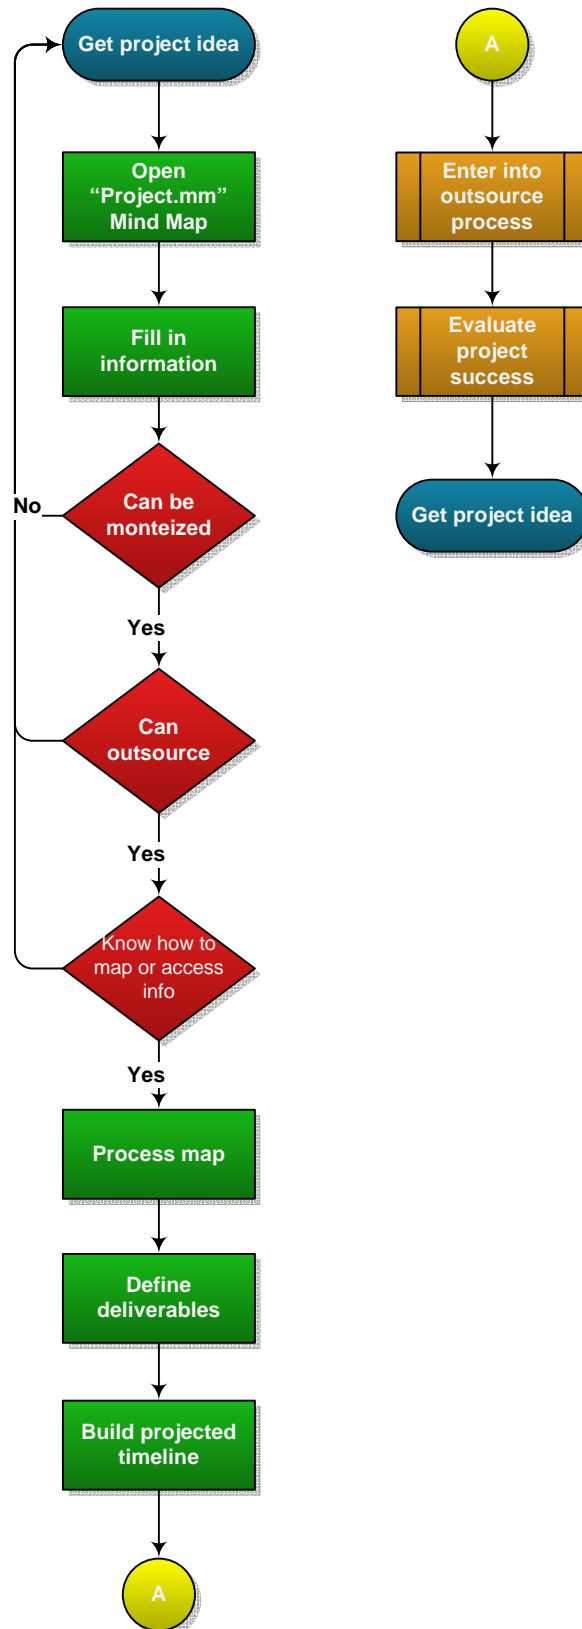 Get project idea
Open
“Project.mm”
Mind Map
Fill in
information
Can be
monteized
No
Yes
Can
outsource
Yes
Know how to
map or access
info
Yes
Process map
Define
deliverables
Build projected
timeline
A
A
Enter into
outsource
process
Evaluate
project
success
Get project idea